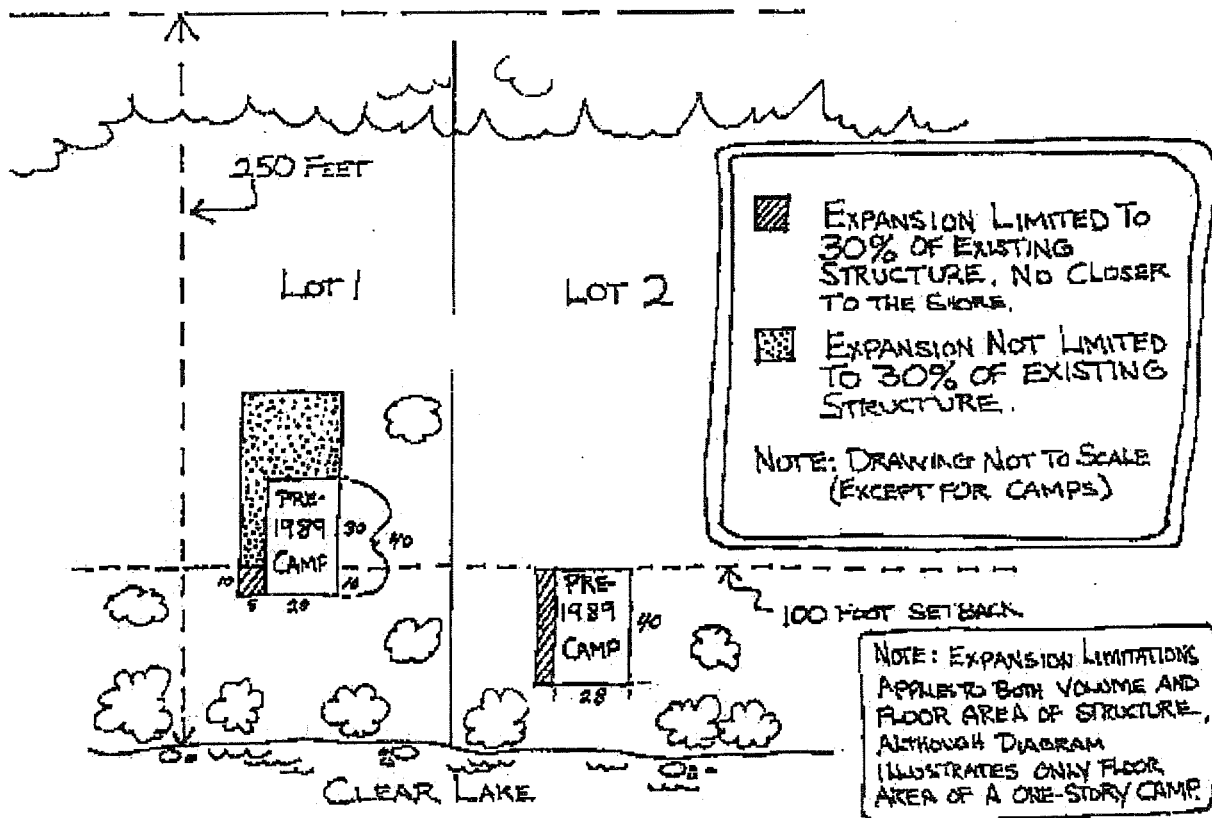 250 FEET
LOT 1
LOT 2
EXPANSION LIMITED TO
30% OF EXISTING
STRUCTURE. NO CLOSER
TO THE SHORE.
EXPANSION NOT LIMITED
TO 30% OF EXISTING
STRUCTURE.
NOTE: DRAWING NOT TO SCALE
(EXCEPT FOR CAMPS)
PRE-
1989
CAMP
30
40
10
10
5
28
PRE-
1989
CAMP
40
28
100 FOOT SETBACK
NOTE: EXPANSION LIMITATIONS
APPLIES TO BOTH VOLUME AND
FLOOR AREA OF STRUCTURE,
ALTHOUGH DIAGRAM
ILLUSTRATES ONLY FLOOR
AREA OF A ONE-STORY CAMP.
CLEAR LAKE